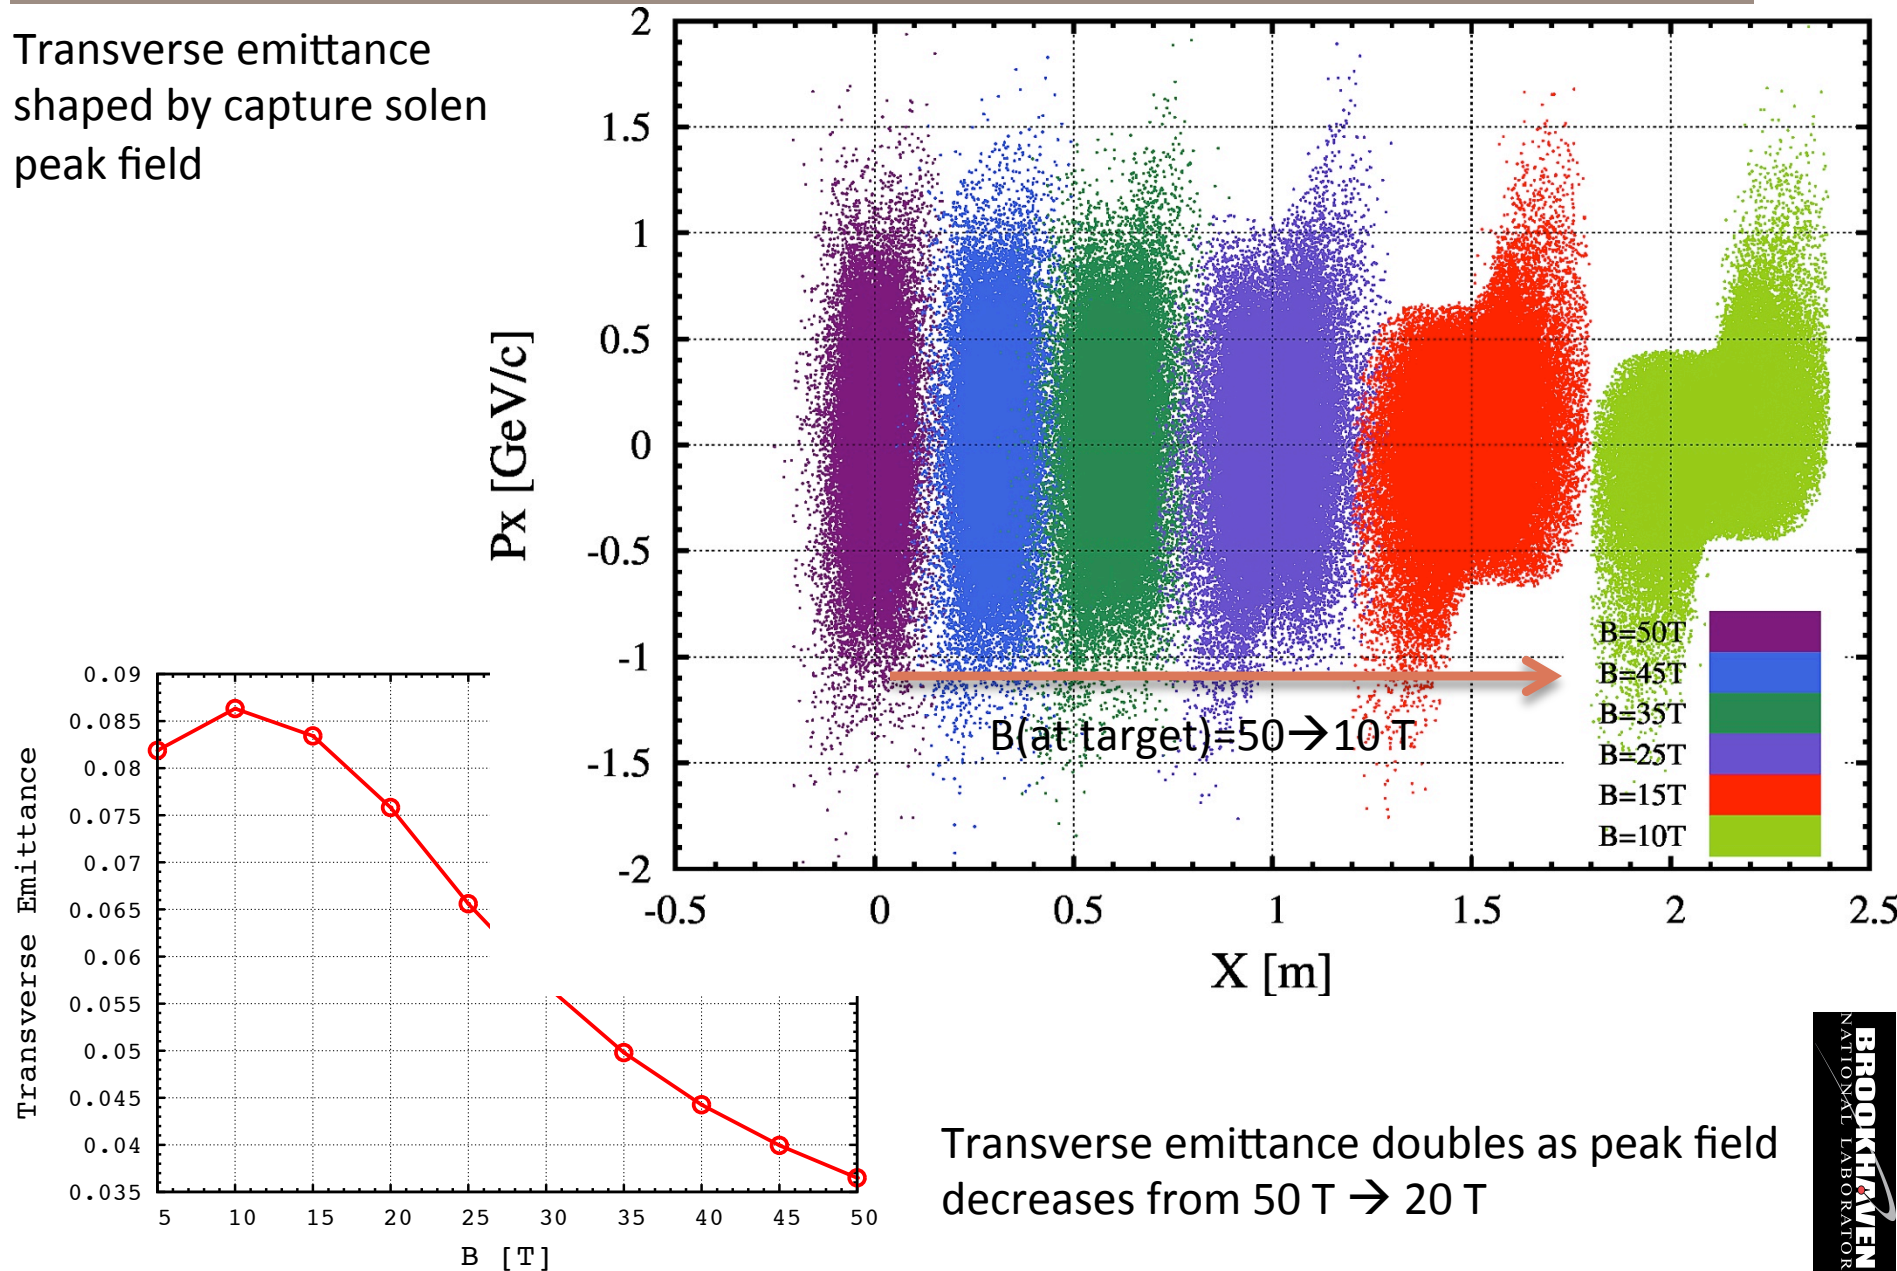 Transverse emittance
shaped by capture solen
peak field
2
1.5
1
0.5
0
-0.5
-1
-1.5
-2
Px [GeV/c]
-0.5 0 0.5 1 1.5 2 2.5
X [m]
B=50T
B=45T
B=35T
B=25T
B=15T
B=10T
B(at target)=50→10 T
0.09
0.085
0.08
0.075
0.07
0.065
0.06
0.055
0.05
0.045
0.04
0.035
Transverse Emittance
5 10 15 20 25 30 35 40 45 50
B [T]
Transverse emittance doubles as peak field
decreases from 50 T → 20 T
BROOKHAVEN
NATIONAL LABORATOR